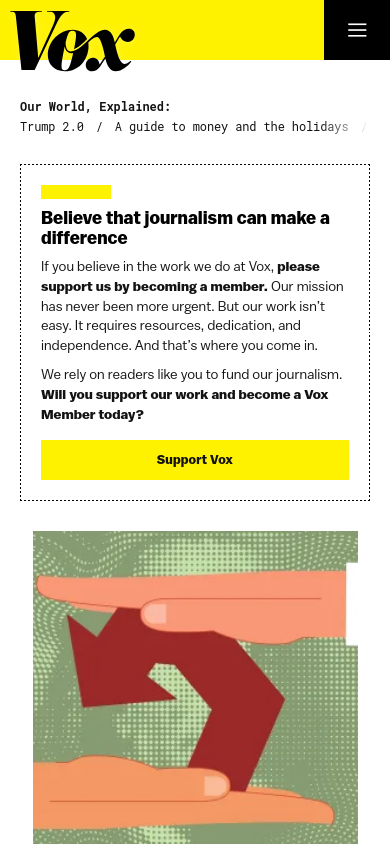 Vox
Our World, Explained:
Trump 2.0 / A guide to money and the holidays /
Believe that journalism can make a
difference
If you believe in the work we do at Vox, please
support us by becoming a member. Our mission
has never been more urgent. But our work isn't
easy. It requires resources, dedication, and
independence. And that's where you come in.
We rely on readers like you to fund our journalism.
Will you support our work and become a Vox
Member today?
Support Vox